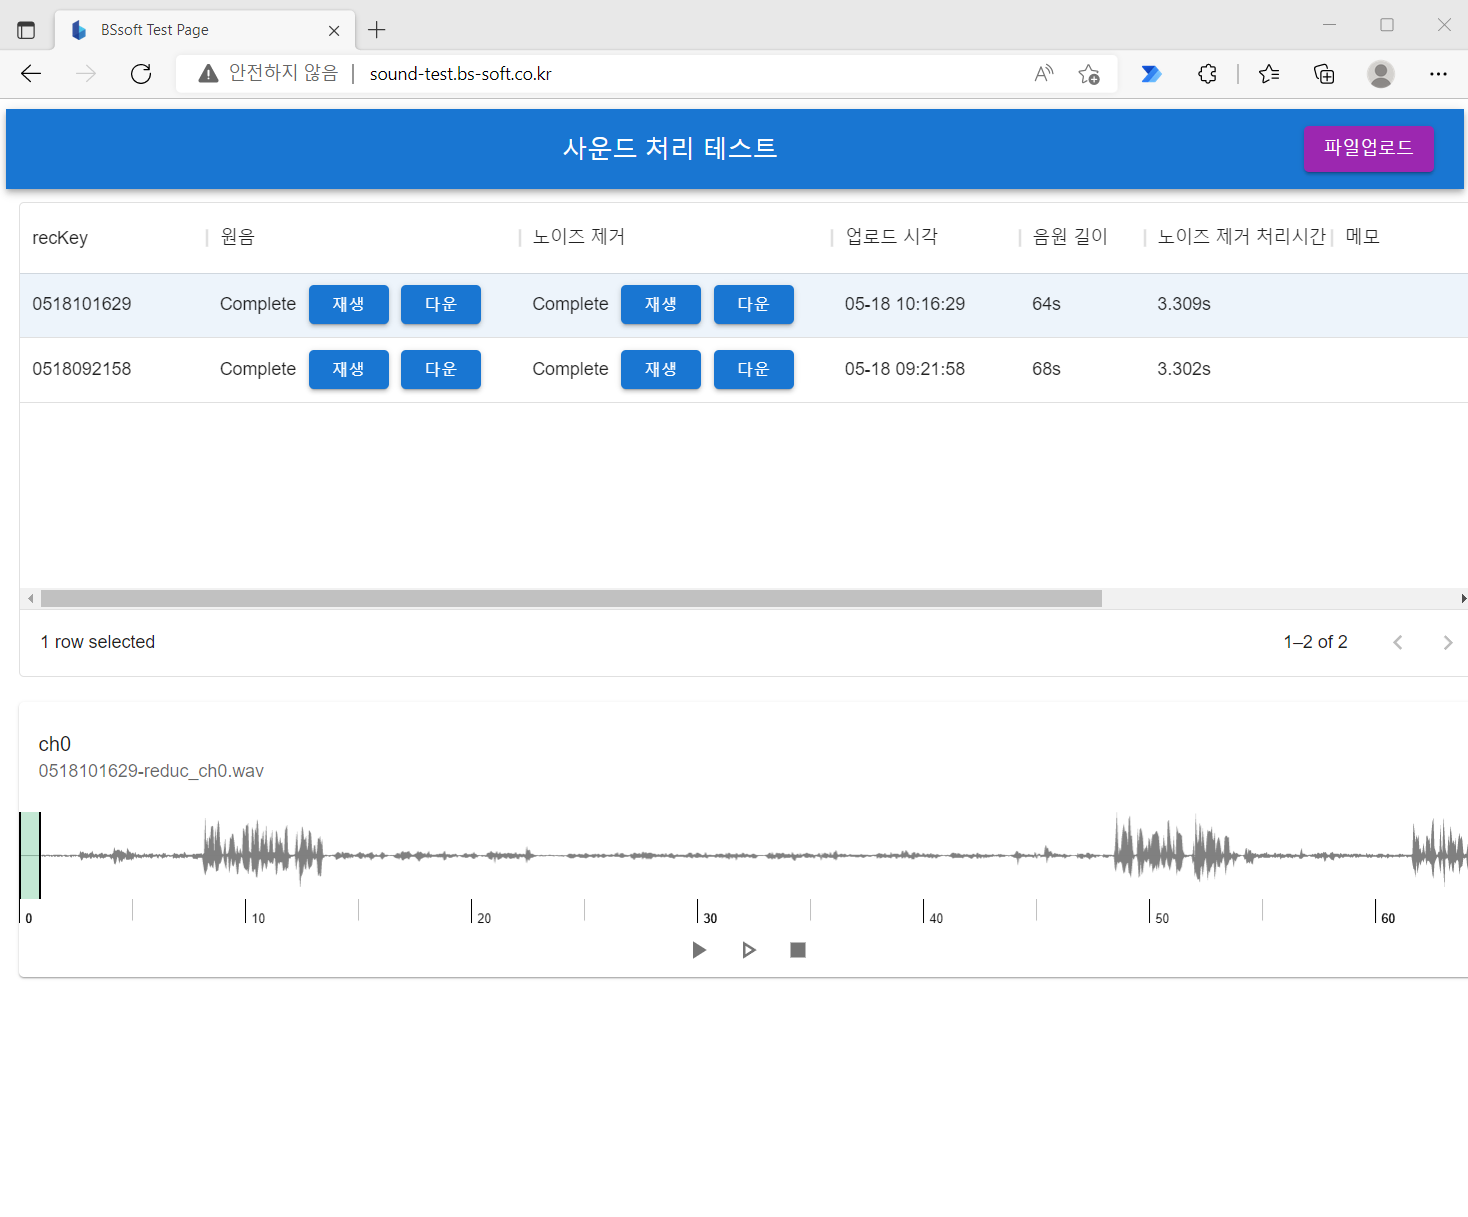 BSsoft Test Page
안전하지 않음 | sound-test.bs-soft.co.kr
사운드 처리 테스트
파일업로드
recKey 원음 노이즈 제거 업로드 시각 음원 길이 노이즈 제거 처리시간 메모
0518101629 Complete 재생 다운 Complete 재생 다운 05-18 10:16:29 64s 3.309s
0518092158 Complete 재생 다운 Complete 재생 다운 05-18 09:21:58 68s 3.302s
1 row selected 1–2 of 2
ch0
0518101629-reduc_ch0.wav
0 10 20 30 40 50 60